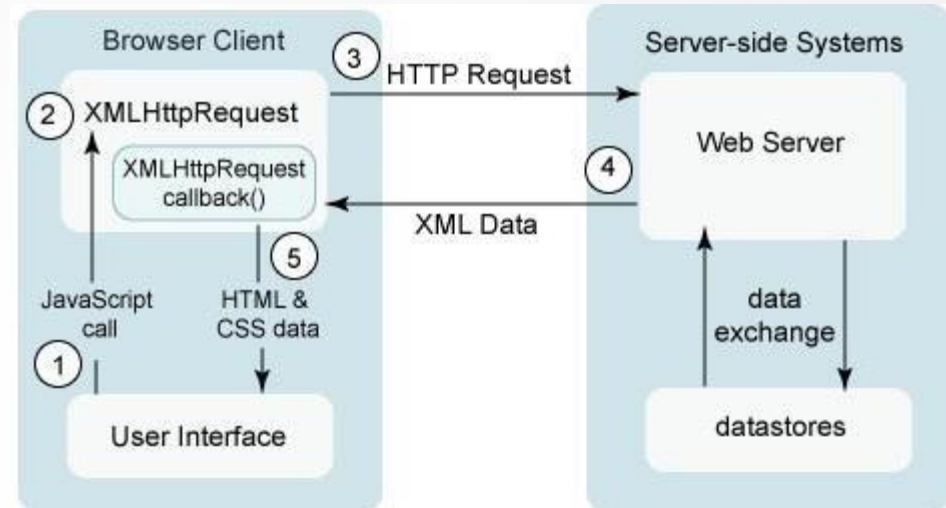 Browser Client
Server-side Systems
3
HTTP Request
2
XMLHttpRequest
Web Server
XMLHttpRequest
callback()
4
XML Data
5
JavaScript
call
HTML &
CSS data
data
exchange
1
User Interface
datastores